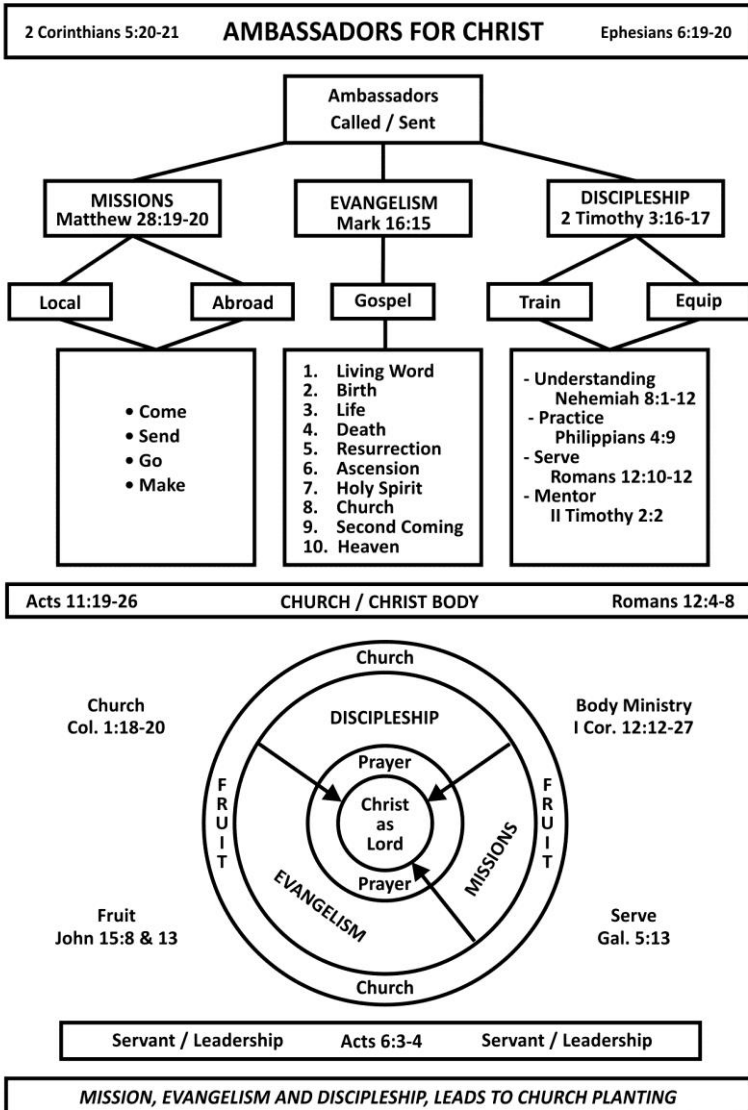 2 Corinthians 5:20-21 AMBASSADORS FOR CHRIST Ephesians 6:19-20
Ambassadors
Called / Sent
MISSIONS
Matthew 28:19-20
EVANGELISM
Mark 16:15
DISCIPLESHIP
2 Timothy 3:16-17
Local
Abroad
Gospel
Train
Equip
• Come
• Send
• Go
• Make
1. Living Word
2. Birth
3. Life
4. Death
5. Resurrection
6. Ascension
7. Holy Spirit
8. Church
9. Second Coming
10. Heaven
- Understanding
Nehemiah 8:1-12
- Practice
Philippians 4:9
- Serve
Romans 12:10-12
- Mentor
II Timothy 2:2
Acts 11:19-26 CHURCH / CHRIST BODY Romans 12:4-8
Church
Col. 1:18-20
Body Ministry
I Cor. 12:12-27
Church
DISCIPLESHIP
Prayer
Christ
as
Lord
Prayer
FRUIT
FRUIT
EVANGELISM
MISSIONS
Church
Fruit
John 15:8 & 13
Serve
Gal. 5:13
Servant / Leadership Acts 6:3-4 Servant / Leadership
MISSION, EVANGELISM AND DISCIPLESHIP, LEADS TO CHURCH PLANTING